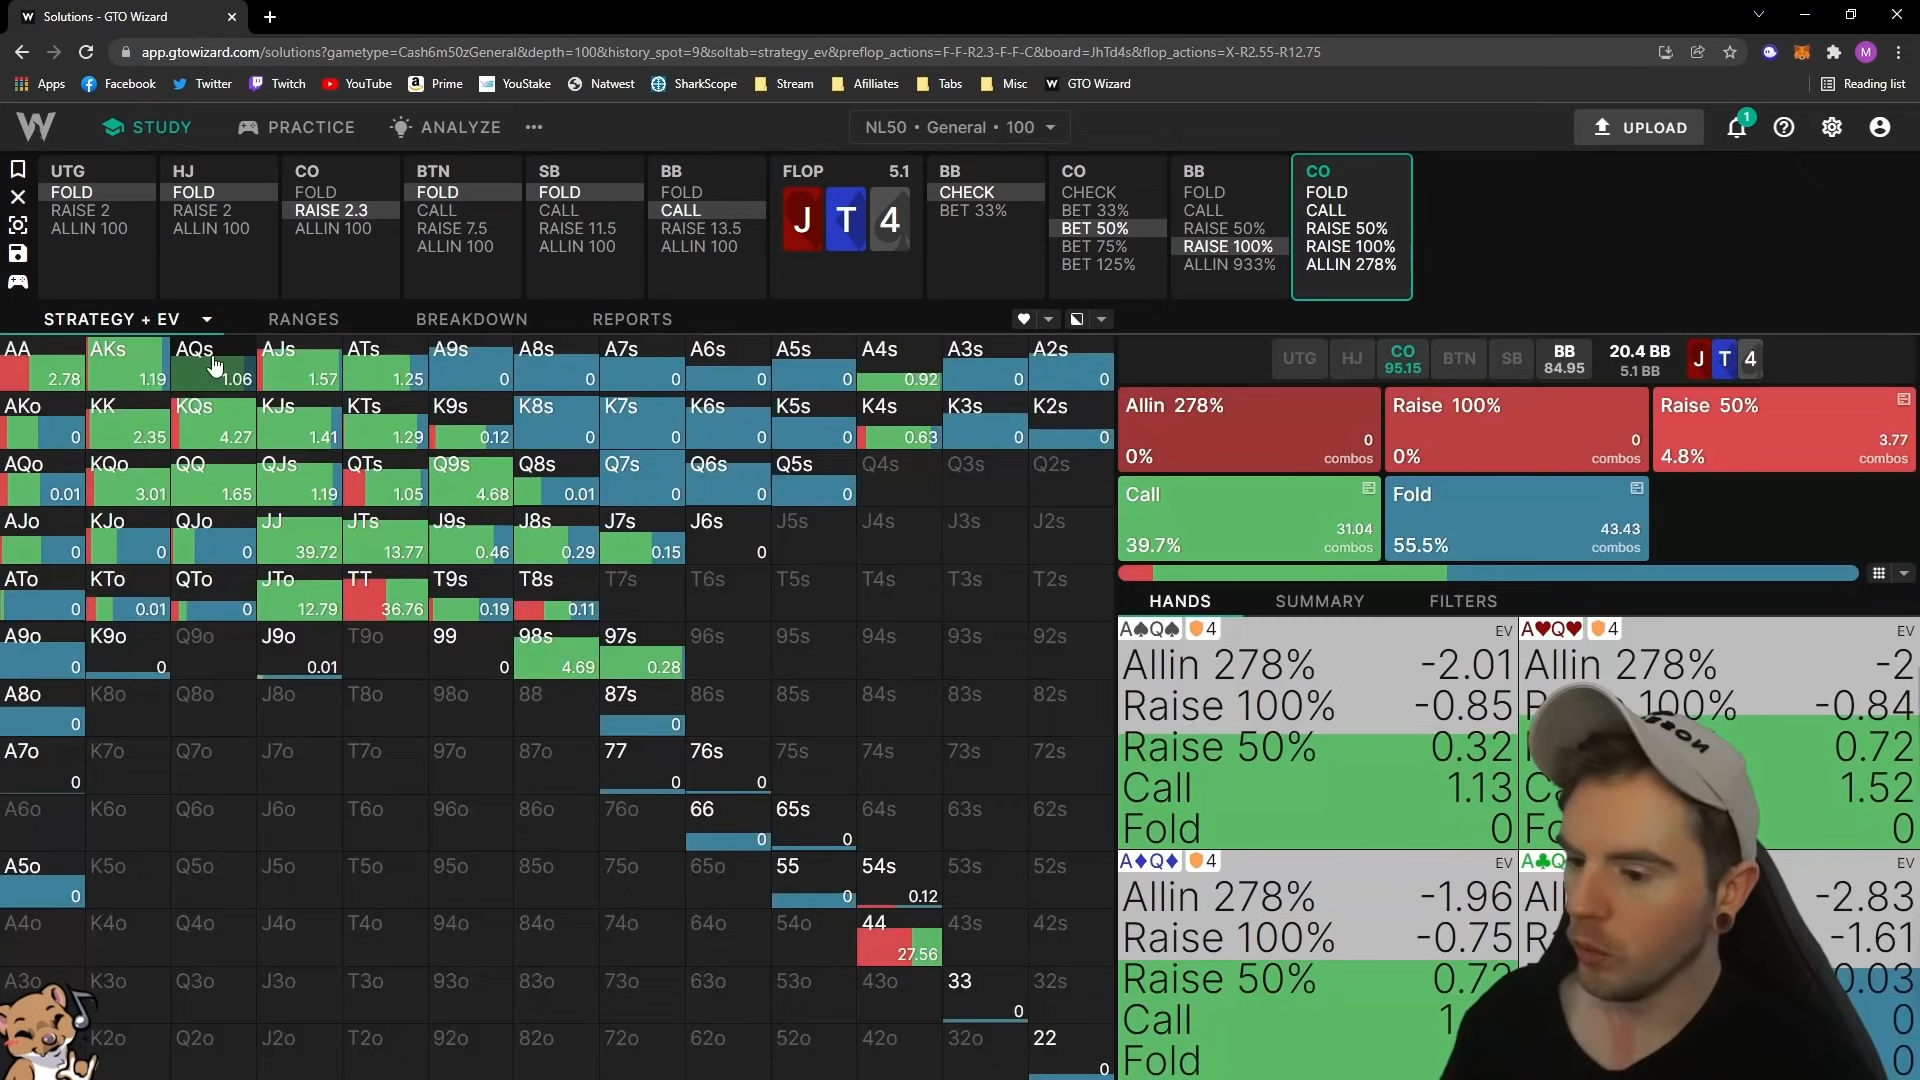 Solutions - GTO Wizard
app.gtowizard.com/solutions?gametype=Cash6m50zGeneral&depth=100&history_spot=9&soltab=strategy_ev&preflop_actions=F-F-R2.3-F-F-C&board=JhTd4s&flop_actions=X-R2.55-R12.75
M
Apps Facebook Twitter Twitch YouTube Prime YouStake Natwest SharkScope Stream Afilliates Tabs Misc GTO Wizard Reading list
W STUDY PRACTICE ANALYZE NL50 • General • 100 UPLOAD 1
UTG
FOLD
RAISE 2
ALLIN 100
HJ
FOLD
RAISE 2
ALLIN 100
CO
FOLD
RAISE 2.3
ALLIN 100
BTN
FOLD
CALL
RAISE 7.5
ALLIN 100
SB
FOLD
CALL
RAISE 11.5
ALLIN 100
BB
FOLD
CALL
RAISE 13.5
ALLIN 100
FLOP 5.1
J T 4
BB
CHECK
BET 33%
CO
CHECK
BET 33%
BET 50%
BET 75%
BET 125%
BB
FOLD
CALL
RAISE 50%
RAISE 100%
ALLIN 933%
CO
FOLD
CALL
RAISE 50%
RAISE 100%
ALLIN 278%
STRATEGY + EV RANGES BREAKDOWN REPORTS
AA AKs AQs AJs ATs A9s A8s A7s A6s A5s A4s A3s A2s
2.78 1.19 1.06 1.57 1.25 0 0 0 0 0 0.92 0 0
AKo KK KQs KJs KTs K9s K8s K7s K6s K5s K4s K3s K2s
0 2.35 4.27 1.41 1.29 0.12 0 0 0 0 0.63 0 0
AQo KQo QQ QJs QTs Q9s Q8s Q7s Q6s Q5s Q4s Q3s Q2s
0.01 3.01 1.65 1.19 1.05 4.68 0.01 0 0 0
AJo KJo QJo JJ JTs J9s J8s J7s J6s J5s J4s J3s J2s
0 0 0 39.72 13.77 0.46 0.29 0.15 0
ATo KTo QTo JTo TT T9s T8s T7s T6s T5s T4s T3s T2s
0 0.01 0 12.79 36.76 0.19 0.11
A9o K9o Q9o J9o T9o 99 98s 97s 96s 95s 94s 93s 92s
0 0 0.01 0 4.69 0.28
A8o K8o Q8o J8o T8o 98o 88 87s 86s 85s 84s 83s 82s
0 0
A7o K7o Q7o J7o T7o 97o 87o 77 76s 75s 74s 73s 72s
0 0 0
A6o K6o Q6o J6o T6o 96o 86o 76o 66 65s 64s 63s 62s
0 0
A5o K5o Q5o J5o T5o 95o 85o 75o 65o 55 54s 53s 52s
0 0 0.12
A4o K4o Q4o J4o T4o 94o 84o 74o 64o 54o 44 43s 42s
27.56
A3o K3o Q3o J3o T3o 93o 83o 73o 63o 53o 43o 33 32s
0
K2o Q2o J2o T2o 92o 82o 72o 62o 52o 42o 32o 22
0
UTG HJ CO 95.15 BTN SB BB 84.95 20.4 BB 5.1 BB J T 4
Allin 278%
0
0% combos
Raise 100%
0
0% combos
Raise 50%
3.77
4.8% combos
Call
31.04
39.7% combos
Fold
43.43
55.5% combos
HANDS SUMMARY FILTERS
A♠Q♠ 4 EV
Allin 278% -2.01
Raise 100% -0.85
Raise 50% 0.32
Call 1.13
Fold 0
A♥Q♥ 4 EV
Allin 278% -2
100% -0.84
0.72
1.52
0
A♦Q♦ 4 EV
Allin 278% -1.96
Raise 100% -0.75
Raise 50%
Call
Fold
A♣Q EV
-2.83
-1.61
0
0